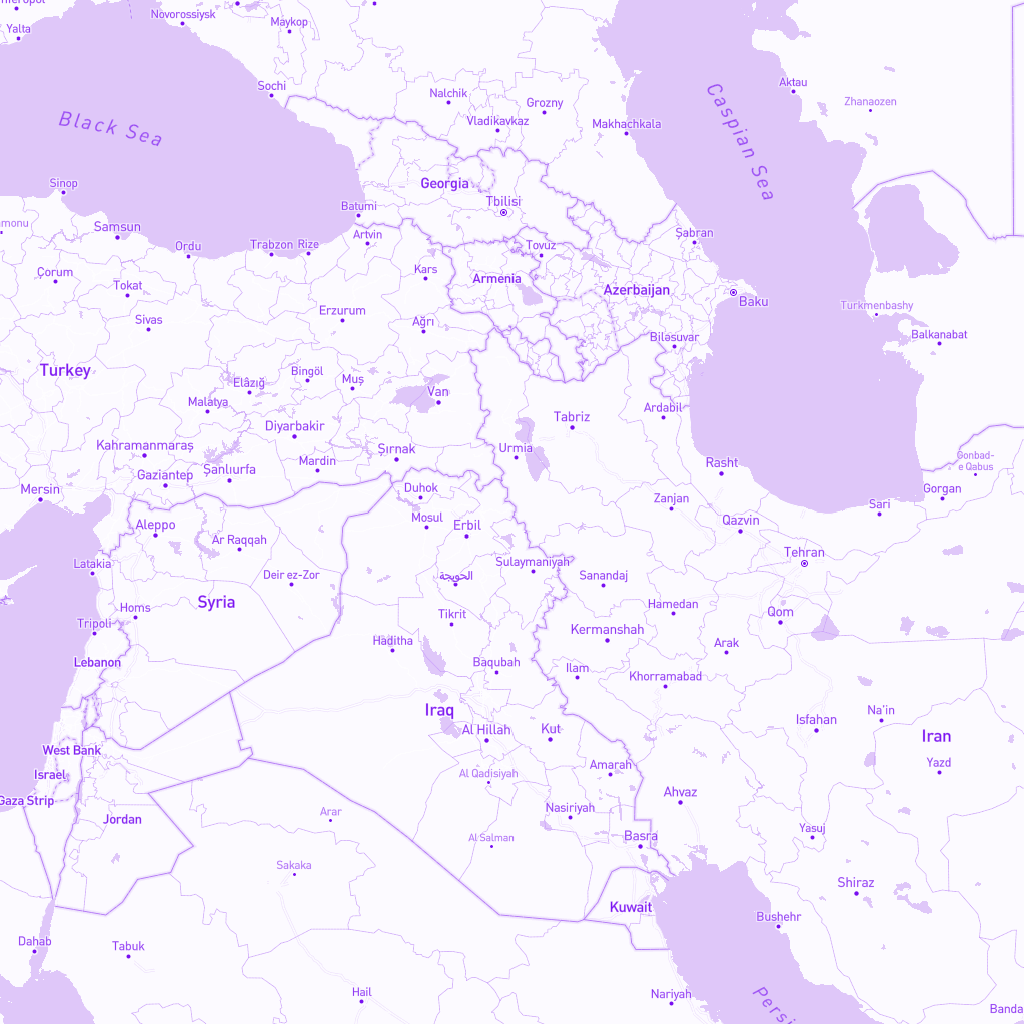 Novorossiysk
Yalta
Maykop
Sochi
Nalchik
Grozny
Aktau
Zhanaozen
Black Sea
Caspian Sea
Vladikavkaz
Makhachkala
Georgia
Sinop
Tbilisi
Batumi
Samsun
Artvin
Şabran
Ordu
Trabzon
Rize
Tovuz
Çorum
Kars
Armenia
Tokat
Azerbaijan
Baku
Turkmenbashy
Sivas
Erzurum
Ağrı
Biləsuvar
Balkanabat
Turkey
Bingöl
Muş
Elâzığ
Van
Malatya
Ardabil
Tabriz
Diyarbakir
Kahramanmaraş
Şırnak
Urmia
Mardin
Şanlıurfa
Gaziantep
Rasht
Gonbad-
e Qabus
Mersin
Duhok
Zanjan
Gorgan
Sari
Aleppo
Mosul
Erbil
Qazvin
Ar Raqqah
Tehran
Latakia
Deir ez-Zor
الحويجة
Sulaymaniyah
Sanandaj
Syria
Homs
Tikrit
Hamedan
Qom
Tripoli
Haditha
Kermanshah
Arak
Lebanon
Baqubah
Ilam
Khorramabad
Iraq
Na'in
Isfahan
Al Hillah
Kut
Iran
West Bank
Israel
Al Qadisiyah
Amarah
Yazd
Gaza Strip
Ahvaz
Jordan
Arar
Nasiriyah
Yasuj
Al Salman
Basra
Sakaka
Shiraz
Kuwait
Bushehr
Dahab
Tabuk
Hail
Nariyah